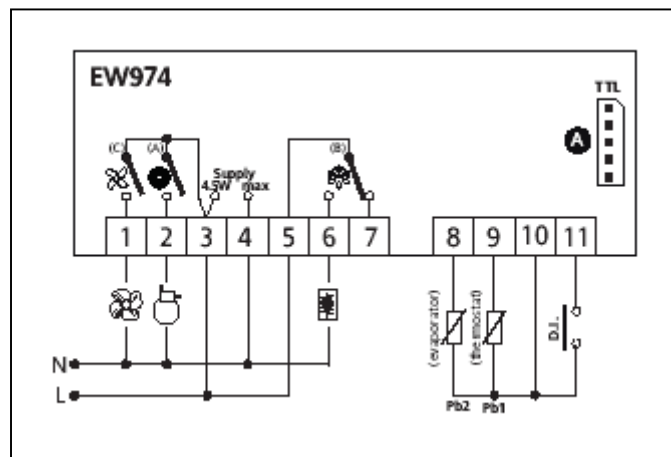 EW974
TTL
A
(C)
(A)
(B)
Supply
4.5W max
1 2 3 4 5 6 7 8 9 10 11
(evaporator)
(thermostat)
D.I.
N
L
Pb2 Pb1